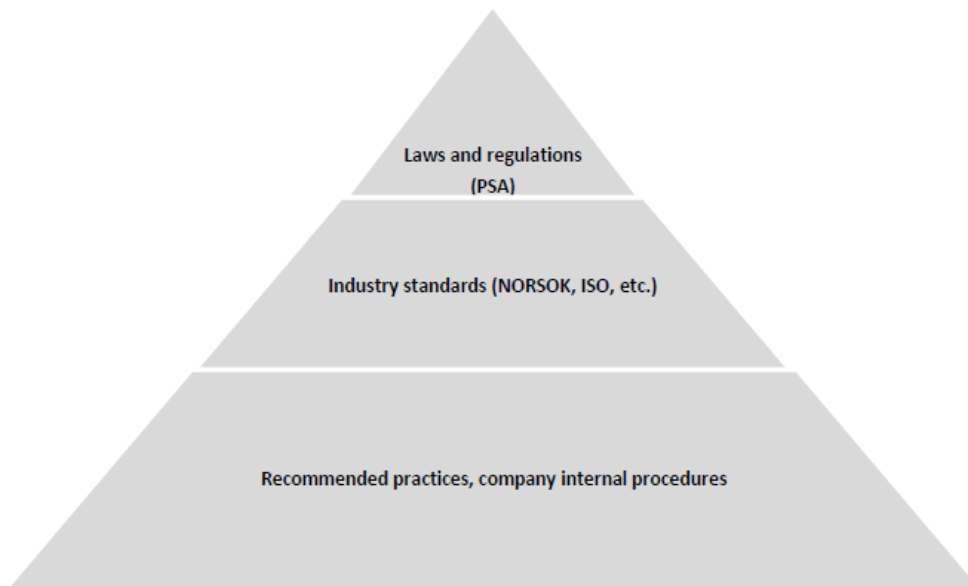 Laws and regulations
(PSA)
Industry standards (NORSOK, ISO, etc.)
Recommended practices, company internal procedures